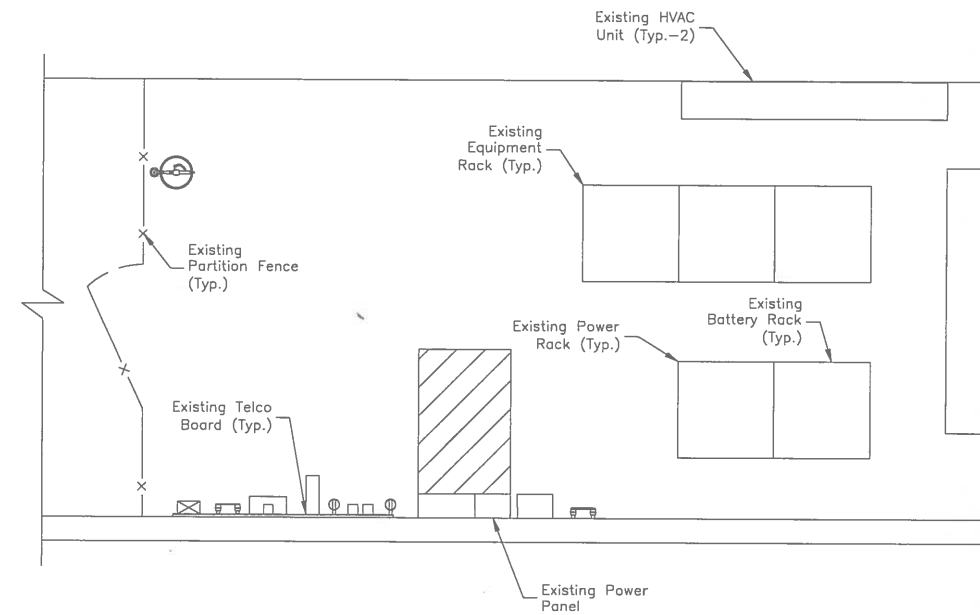 Existing HVAC
Unit (Typ.-2)
Existing
Equipment
Rack (Typ.)
Existing
Partition Fence
(Typ.)
Existing
Battery Rack
(Typ.)
Existing Power
Rack (Typ.)
Existing Telco
Board (Typ.)
Existing Power
Panel